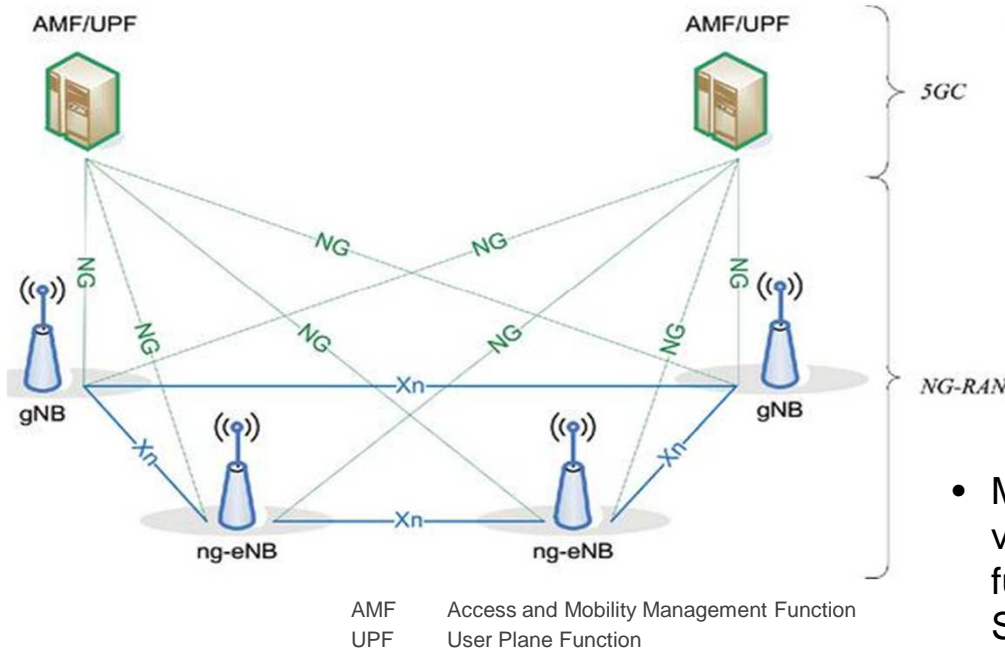 AMF/UPF
AMF/UPF
5GC
NG
NG
NG
NG
NG
NG
NG
NG
gNB
Xn
gNB
NG-RAN
Xn
Xn
ng-eNB
Xn
ng-eNB
AMF Access and Mobility Management Function
UPF User Plane Function
• M
v
fu
S